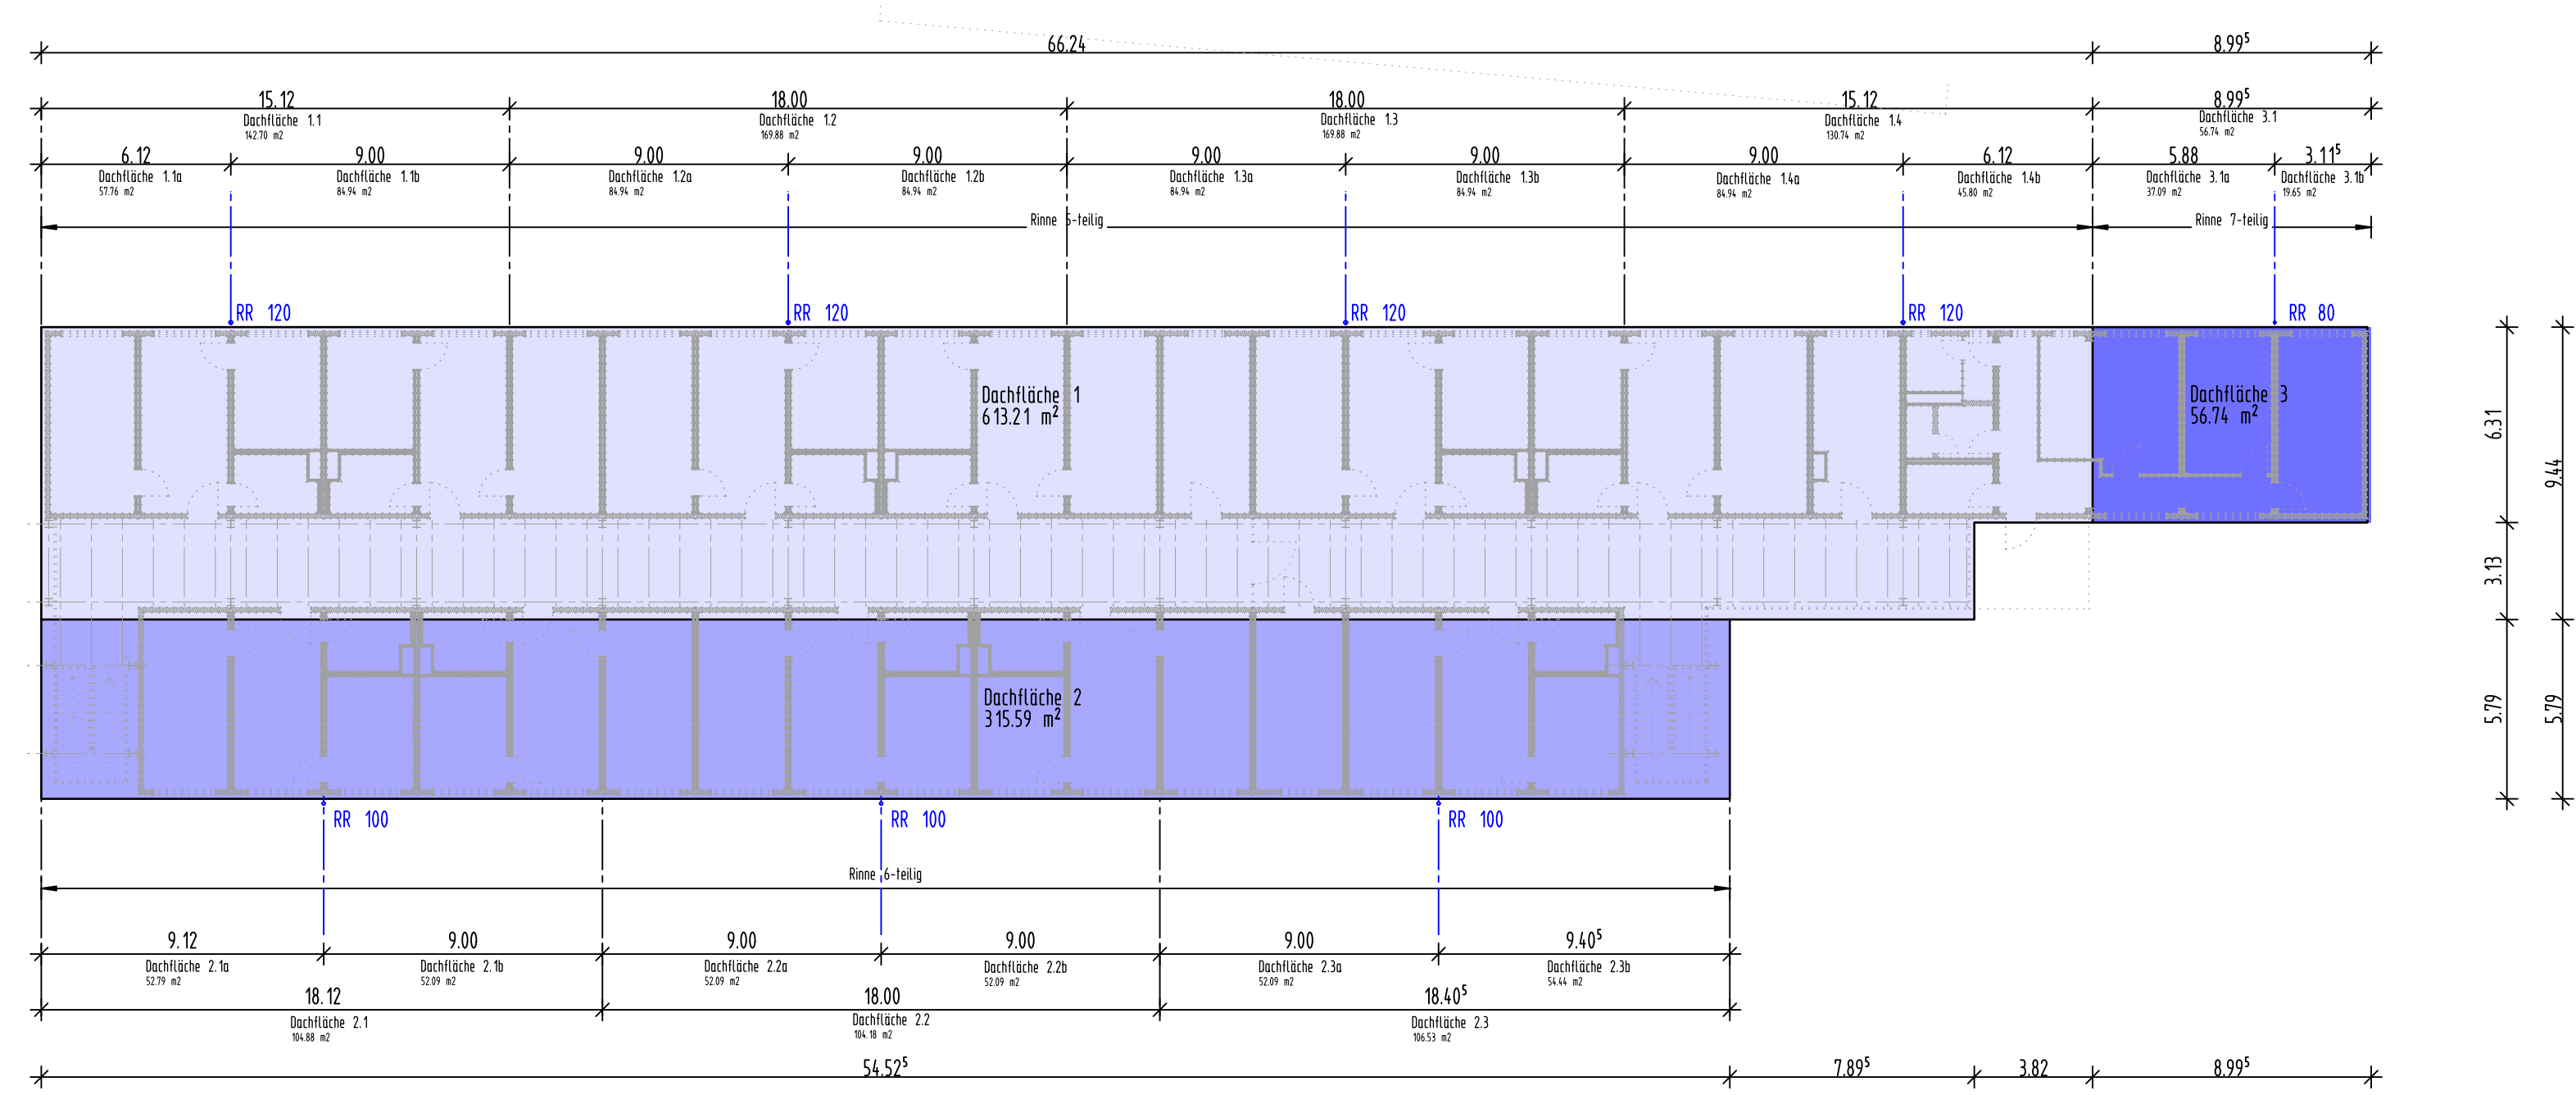 66.24 8.99⁵
15.12 18.00 18.00 15.12 8.99⁵
Dachfläche 1.1 Dachfläche 1.2 Dachfläche 1.3 Dachfläche 1.4 Dachfläche 3.1
142.70 m2 169.88 m2 169.88 m2 130.74 m2 56.74 m2
6.12 9.00 9.00 9.00 9.00 9.00 9.00 6.12 5.88 3.11⁵
Dachfläche 1.1a Dachfläche 1.1b Dachfläche 1.2a Dachfläche 1.2b Dachfläche 1.3a Dachfläche 1.3b Dachfläche 1.4a Dachfläche 1.4b Dachfläche 3.1a Dachfläche 3.1b
57.76 m2 84.94 m2 84.94 m2 84.94 m2 84.94 m2 84.94 m2 84.94 m2 45.80 m2 37.09 m2 19.65 m2
Rinne 5-teilig Rinne 7-teilig
RR 120 RR 120 RR 120 RR 120 RR 80
Dachfläche 1 Dachfläche 3
613.21 m² 56.74 m²
6.31
9.44
3.13
Dachfläche 2
315.59 m²
5.79 5.79
RR 100 RR 100 RR 100
Rinne 6-teilig
9.12 9.00 9.00 9.00 9.00 9.40⁵
Dachfläche 2.1a Dachfläche 2.1b Dachfläche 2.2a Dachfläche 2.2b Dachfläche 2.3a Dachfläche 2.3b
52.79 m2 52.09 m2 52.09 m2 52.09 m2 52.09 m2 54.44 m2
18.12 18.00 18.40⁵
Dachfläche 2.1 Dachfläche 2.2 Dachfläche 2.3
104.88 m2 104.18 m2 106.53 m2
54.52⁵ 7.89⁵ 3.82 8.99⁵